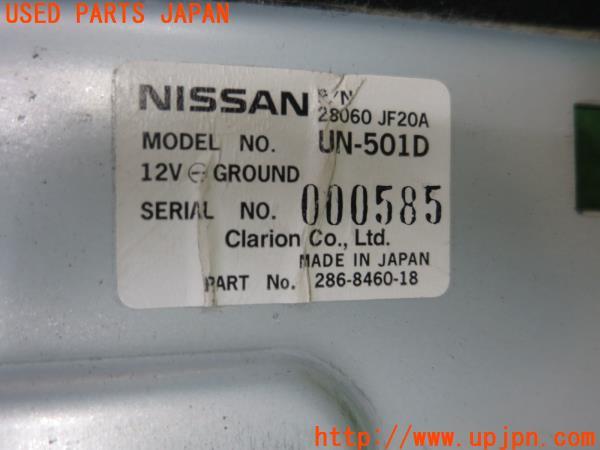 USED PARTS JAPAN
NISSAN P/N 28060 JF20A
MODEL NO. UN-501D
12V ⊖ GROUND
SERIAL NO. 000585
Clarion Co., Ltd.
MADE IN JAPAN
PART No. 286-8460-18
http://www.upjpn.com